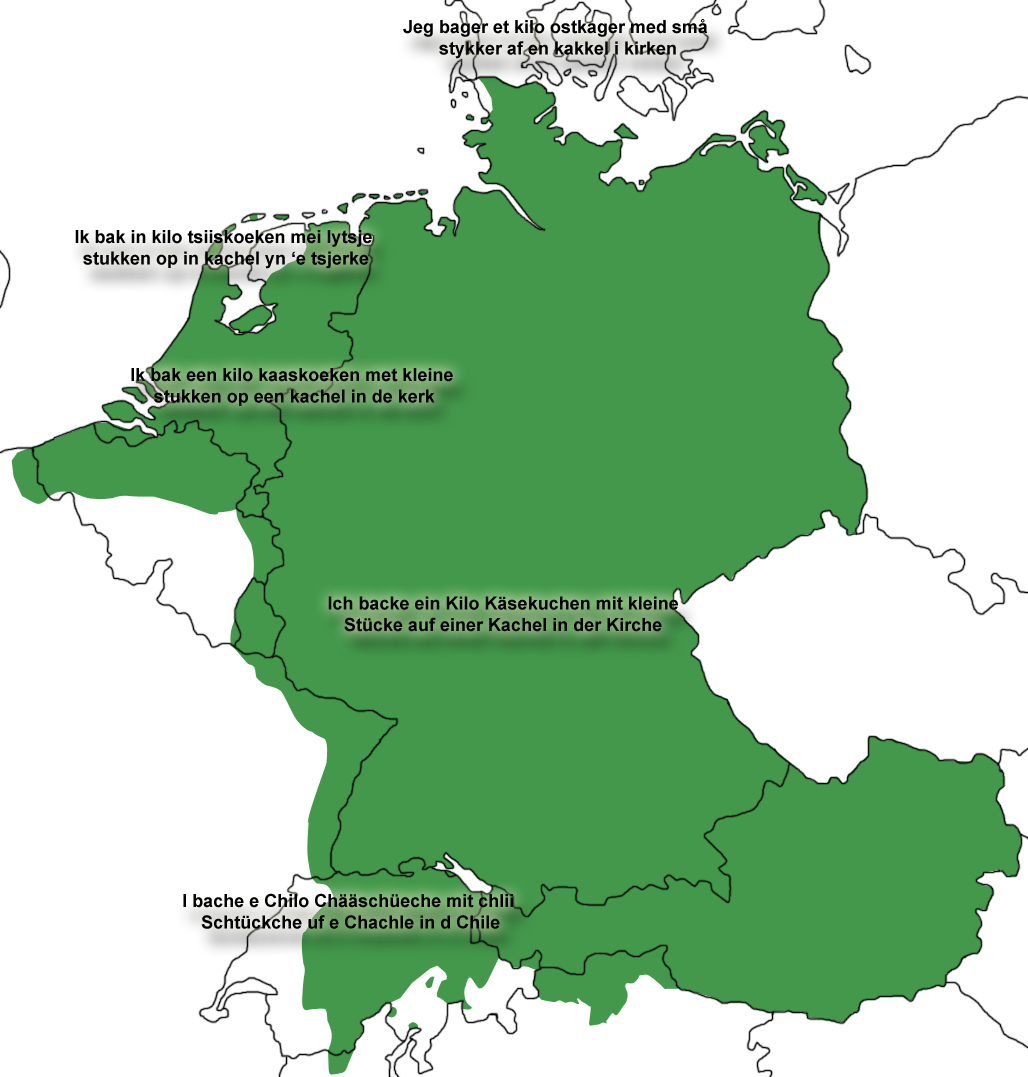 Jeg bager et kilo ostkager med små
stykker af en kakkel i kirken
Ik bak in kilo tsiiskoeken mei lytsje
stukken op in kachel yn ‘e tsjerke
Ik bak een kilo kaaskoeken met kleine
stukken op een kachel in de kerk
Ich backe ein Kilo Käsekuchen mit kleine
Stücke auf einer Kachel in der Kirche
I bache e Chilo Chääschüeche mit chlii
Schtückche uf e Chachle in d Chile